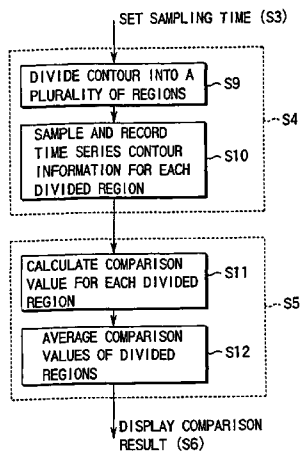 SET SAMPLING TIME (S3)
DIVIDE CONTOUR INTO A
PLURALITY OF REGIONS
S9
S4
SAMPLE AND RECORD
TIME SERIES CONTOUR
INFORMATION FOR EACH
DIVIDED REGION
S10
CALCULATE COMPARISON
VALUE FOR EACH DIVIDED
REGION
S11
S5
AVERAGE COMPARISON
VALUES OF DIVIDED
REGIONS
S12
DISPLAY COMPARISON
RESULT (S6)